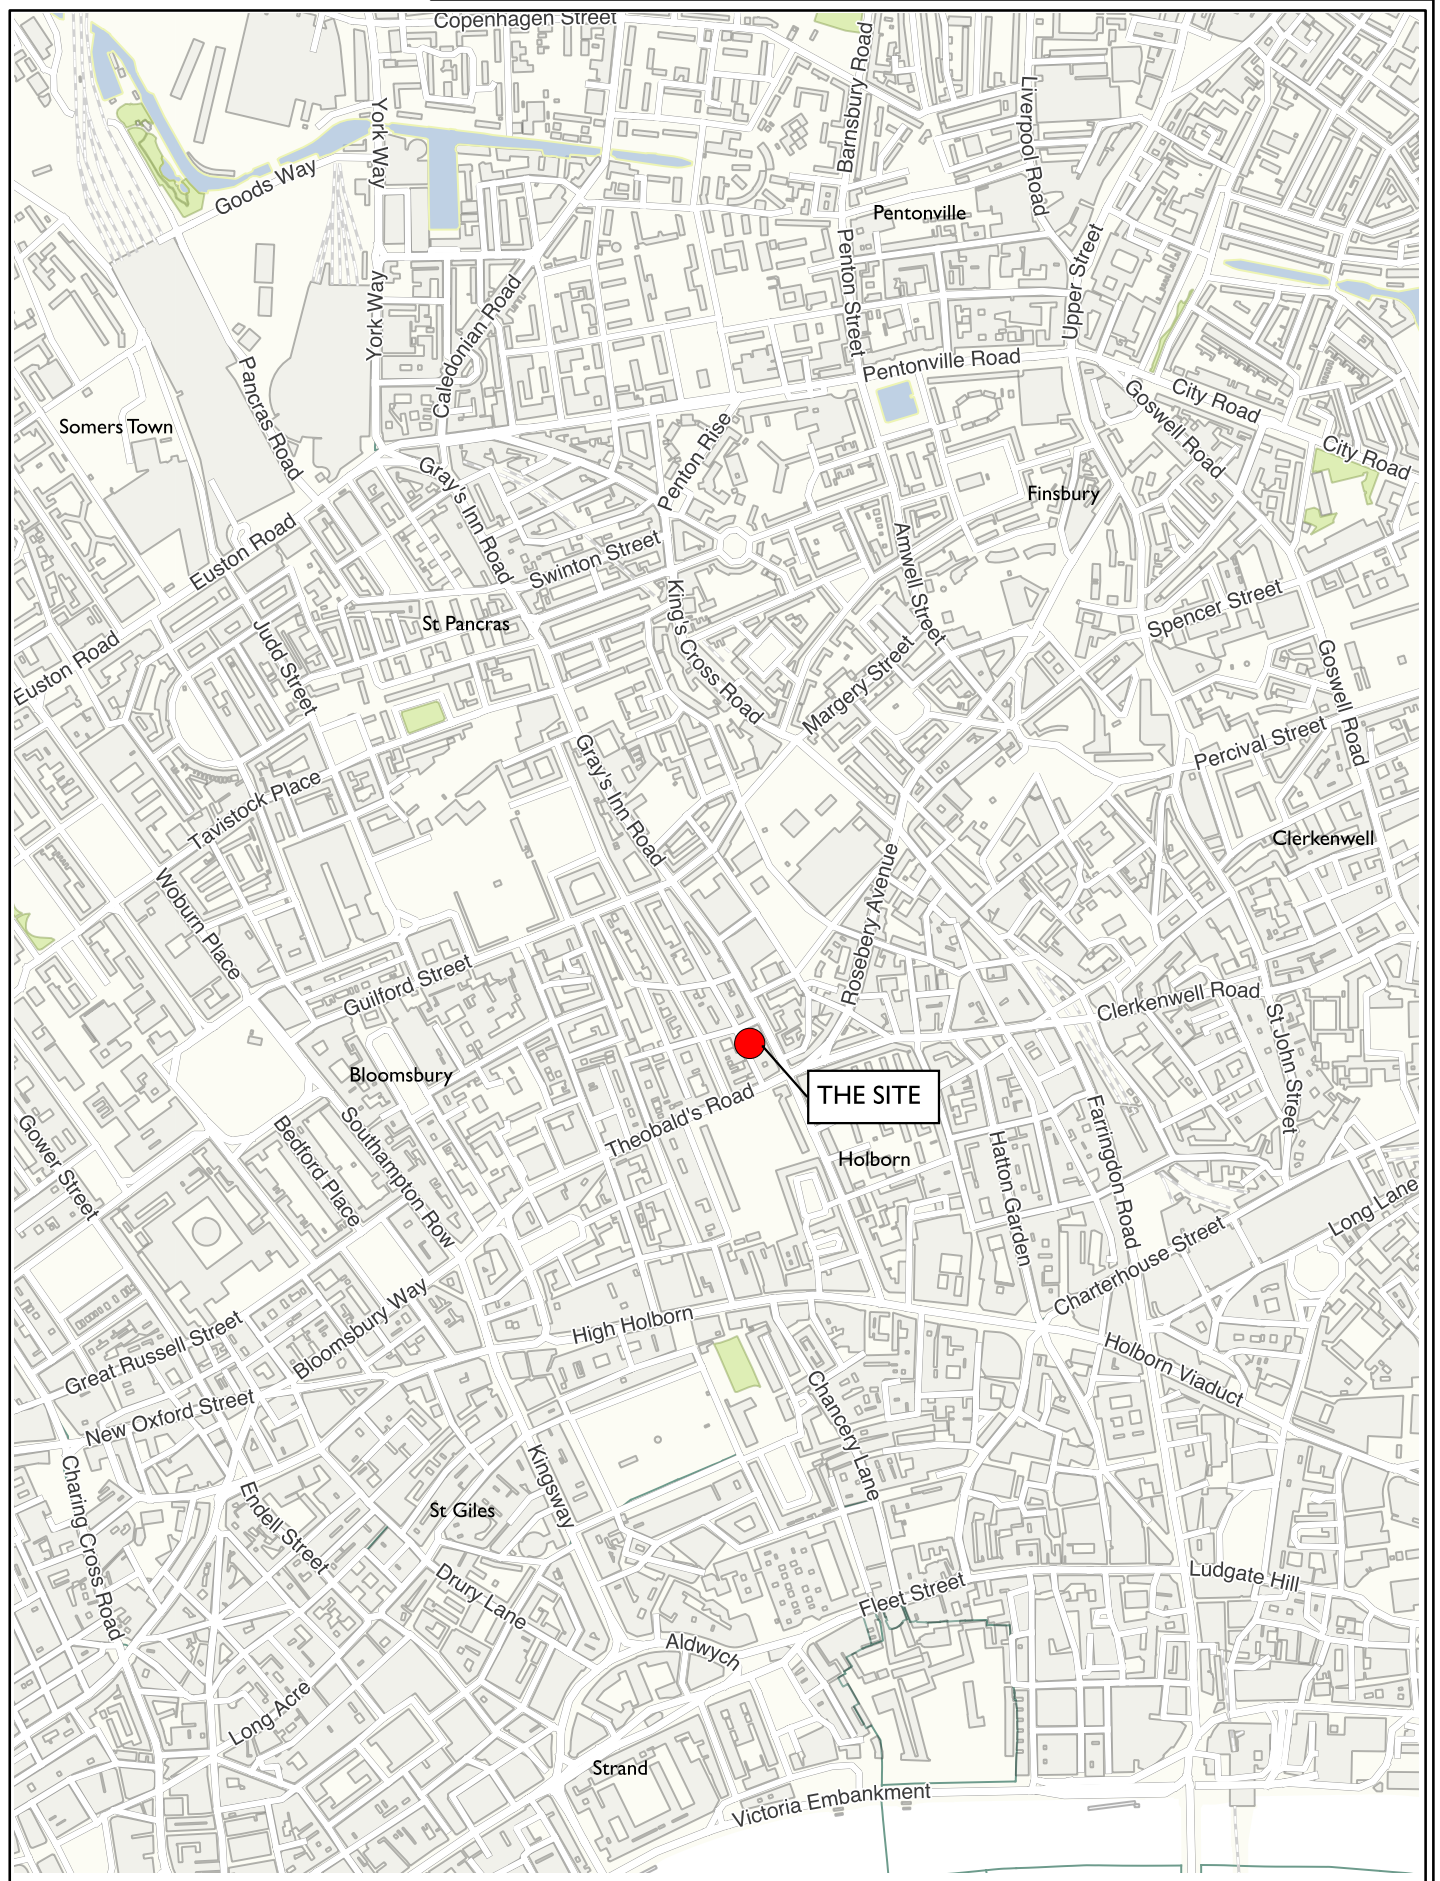 Copenhagen Street
Barnsbury Road
Liverpool Road
York Way
Goods Way
Pentonville
Penton Street
Upper Street
York Way
Caledonian Road
Pentonville Road
Pancras Road
City Road
Goswell Road
Somers Town
Penton Rise
City Road
Gray's Inn Road
Finsbury
Euston Road
Swinton Street
Amwell Street
King's Cross Road
Spencer Street
St Pancras
Judd Street
Euston Road
Margery Street
Goswell Road
Percival Street
Gray's Inn Road
Tavistock Place
Clerkenwell
Rosebery Avenue
Woburn Place
Guilford Street
Clerkenwell Road
St John Street
Bloomsbury
THE SITE
Theobald's Road
Farringdon Road
Gower Street
Bedford Place
Southampton Row
Hatton Garden
Holborn
Long Lane
Charterhouse Street
High Holborn
Bloomsbury Way
Great Russell Street
Holborn Viaduct
New Oxford Street
Chancery Lane
Kingsway
Charing Cross Road
Endell Street
St Giles
Drury Lane
Ludgate Hill
Fleet Street
Aldwych
Long Acre
Strand
Victoria Embankment